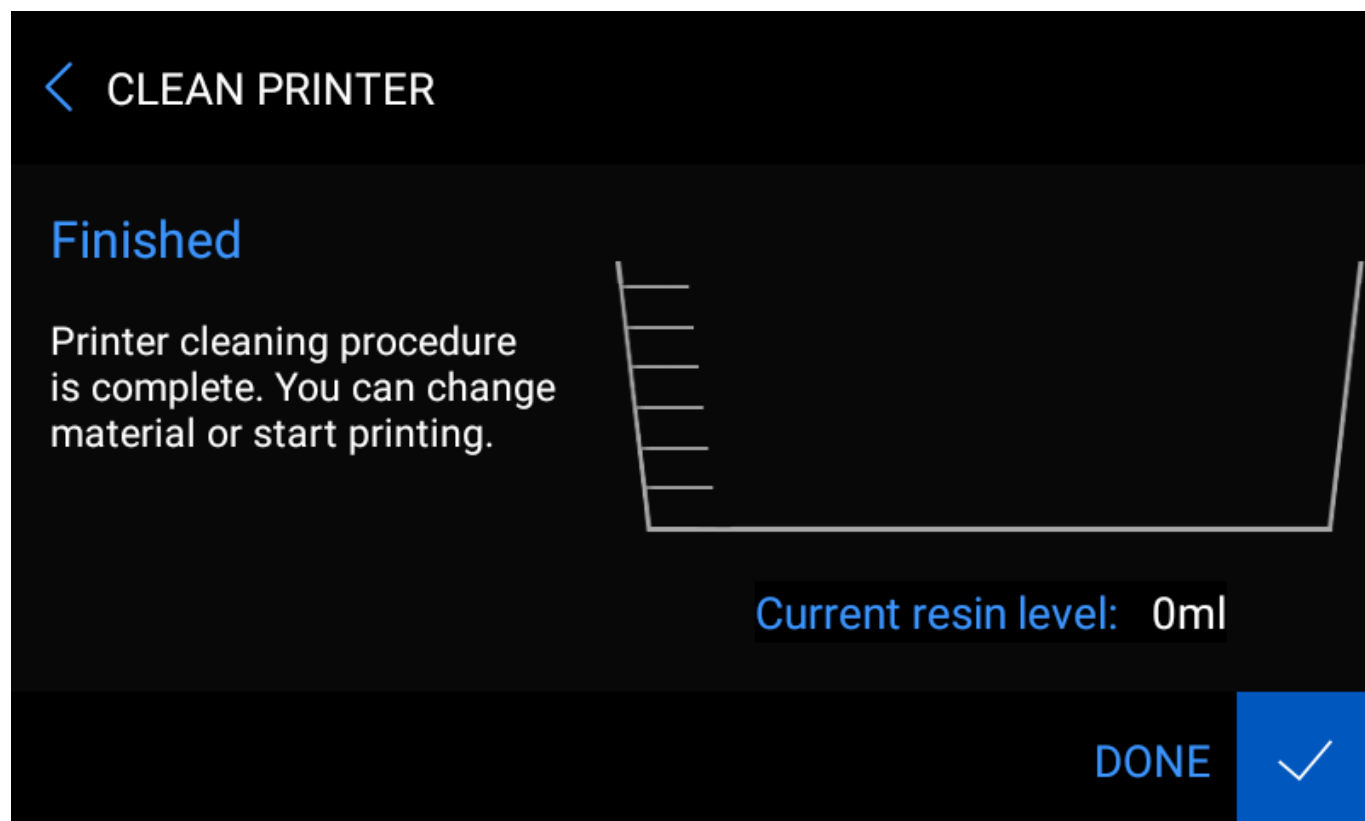 CLEAN PRINTER
Finished
Printer cleaning procedure
is complete. You can change
material or start printing.
Current resin level: 0ml
DONE